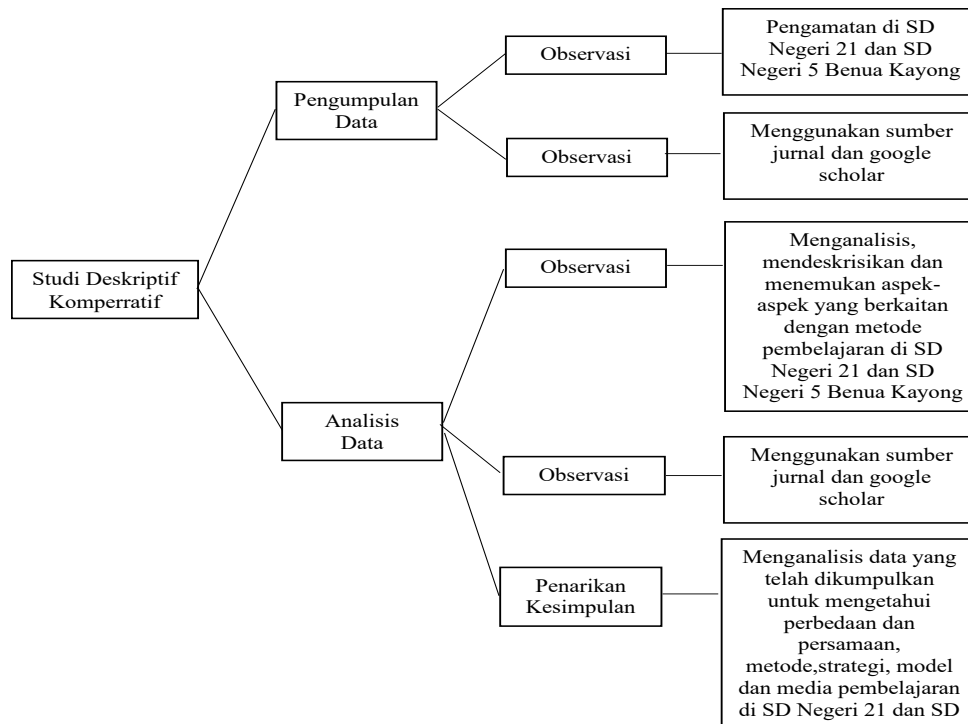 Studi Deskriptif
Komperratif
Pengumpulan
Data
Observasi
Pengamatan di SD
Negeri 21 dan SD
Negeri 5 Benua Kayong
Observasi
Menggunakan sumber
jurnal dan google
scholar
Analisis
Data
Observasi
Menganalisis,
mendeskrisikan dan
menemukan aspek-
aspek yang berkaitan
dengan metode
pembelajaran di SD
Negeri 21 dan SD
Negeri 5 Benua Kayong
Observasi
Menggunakan sumber
jurnal dan google
scholar
Penarikan
Kesimpulan
Menganalisis data yang
telah dikumpulkan
untuk mengetahui
perbedaan dan
persamaan,
metode,strategi, model
dan media pembelajaran
di SD Negeri 21 dan SD